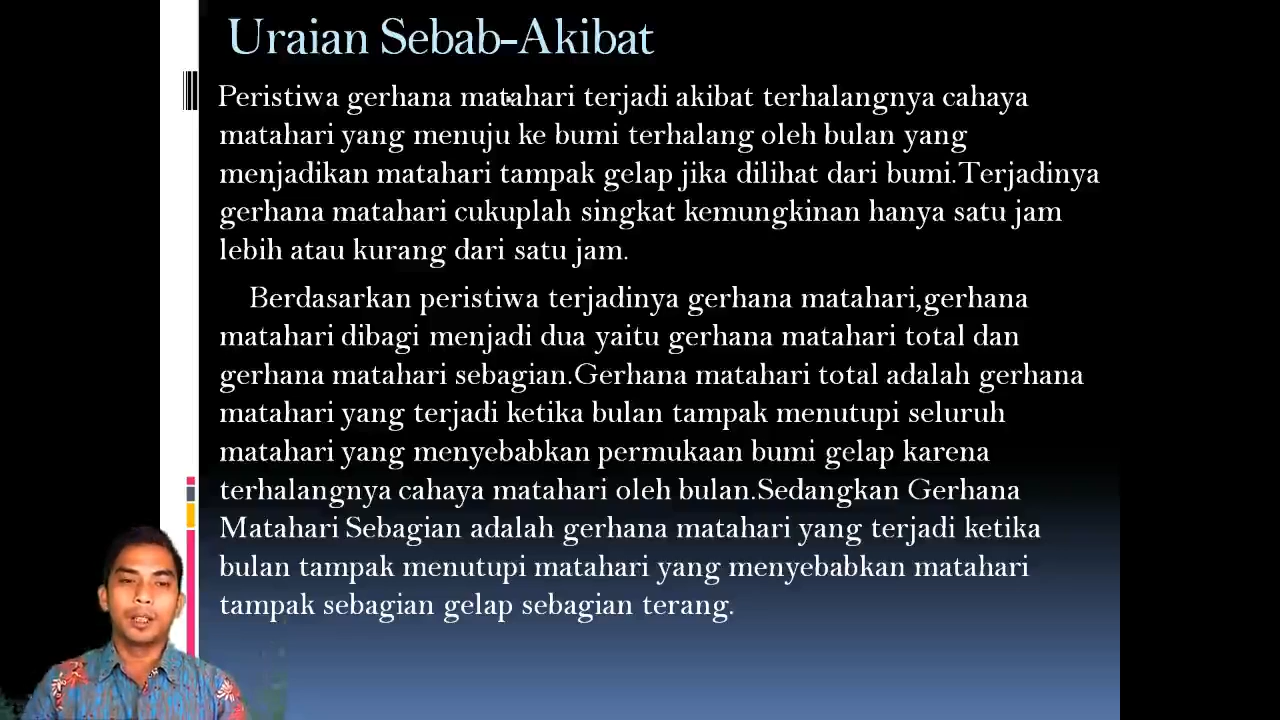 Uraian Sebab-Akibat
Peristiwa gerhana matahari terjadi akibat terhalangnya cahaya
matahari yang menuju ke bumi terhalang oleh bulan yang
menjadikan matahari tampak gelap jika dilihat dari bumi.Terjadinya
gerhana matahari cukuplah singkat kemungkinan hanya satu jam
lebih atau kurang dari satu jam.
Berdasarkan peristiwa terjadinya gerhana matahari,gerhana
matahari dibagi menjadi dua yaitu gerhana matahari total dan
gerhana matahari sebagian.Gerhana matahari total adalah gerhana
matahari yang terjadi ketika bulan tampak menutupi seluruh
matahari yang menyebabkan permukaan bumi gelap karena
terhalangnya cahaya matahari oleh bulan.Sedangkan Gerhana
Matahari Sebagian adalah gerhana matahari yang terjadi ketika
bulan tampak menutupi matahari yang menyebabkan matahari
tampak sebagian gelap sebagian terang.